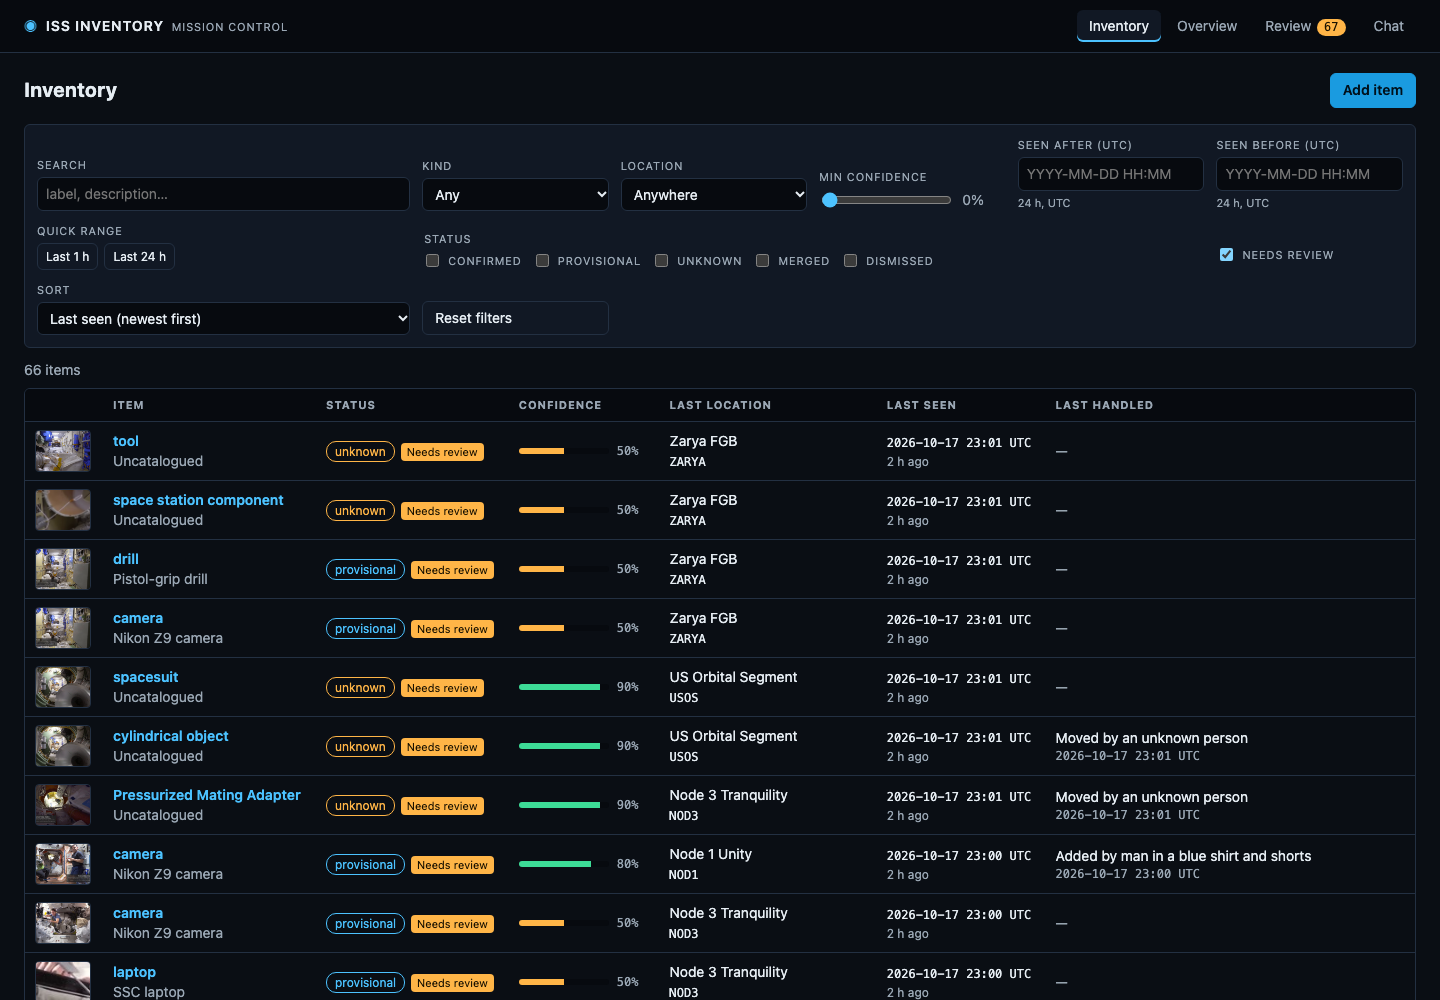 ISS INVENTORY MISSION CONTROL
Inventory Overview Review 67 Chat
Inventory
Add item
SEARCH
label, description...
KIND
Any
LOCATION
Anywhere
MIN CONFIDENCE
0%
SEEN AFTER (UTC)
YYYY-MM-DD HH:MM
24 h, UTC
SEEN BEFORE (UTC)
YYYY-MM-DD HH:MM
24 h, UTC
QUICK RANGE
Last 1 h Last 24 h
STATUS
CONFIRMED PROVISIONAL UNKNOWN MERGED DISMISSED
NEEDS REVIEW
SORT
Last seen (newest first)
Reset filters
66 items
ITEM STATUS CONFIDENCE LAST LOCATION LAST SEEN LAST HANDLED
tool
Uncatalogued
unknown Needs review
50%
Zarya FGB
ZARYA
2026-10-17 23:01 UTC
2 h ago
—
space station component
Uncatalogued
unknown Needs review
50%
Zarya FGB
ZARYA
2026-10-17 23:01 UTC
2 h ago
—
drill
Pistol-grip drill
provisional Needs review
50%
Zarya FGB
ZARYA
2026-10-17 23:01 UTC
2 h ago
—
camera
Nikon Z9 camera
provisional Needs review
50%
Zarya FGB
ZARYA
2026-10-17 23:01 UTC
2 h ago
—
spacesuit
Uncatalogued
unknown Needs review
90%
US Orbital Segment
USOS
2026-10-17 23:01 UTC
2 h ago
—
cylindrical object
Uncatalogued
unknown Needs review
90%
US Orbital Segment
USOS
2026-10-17 23:01 UTC
2 h ago
Moved by an unknown person
2026-10-17 23:01 UTC
Pressurized Mating Adapter
Uncatalogued
unknown Needs review
90%
Node 3 Tranquility
NOD3
2026-10-17 23:01 UTC
2 h ago
Moved by an unknown person
2026-10-17 23:01 UTC
camera
Nikon Z9 camera
provisional Needs review
80%
Node 1 Unity
NOD1
2026-10-17 23:00 UTC
2 h ago
Added by man in a blue shirt and shorts
2026-10-17 23:00 UTC
camera
Nikon Z9 camera
provisional Needs review
50%
Node 3 Tranquility
NOD3
2026-10-17 23:00 UTC
2 h ago
—
laptop
SSC laptop
provisional Needs review
50%
Node 3 Tranquility
NOD3
2026-10-17 23:00 UTC
2 h ago
—